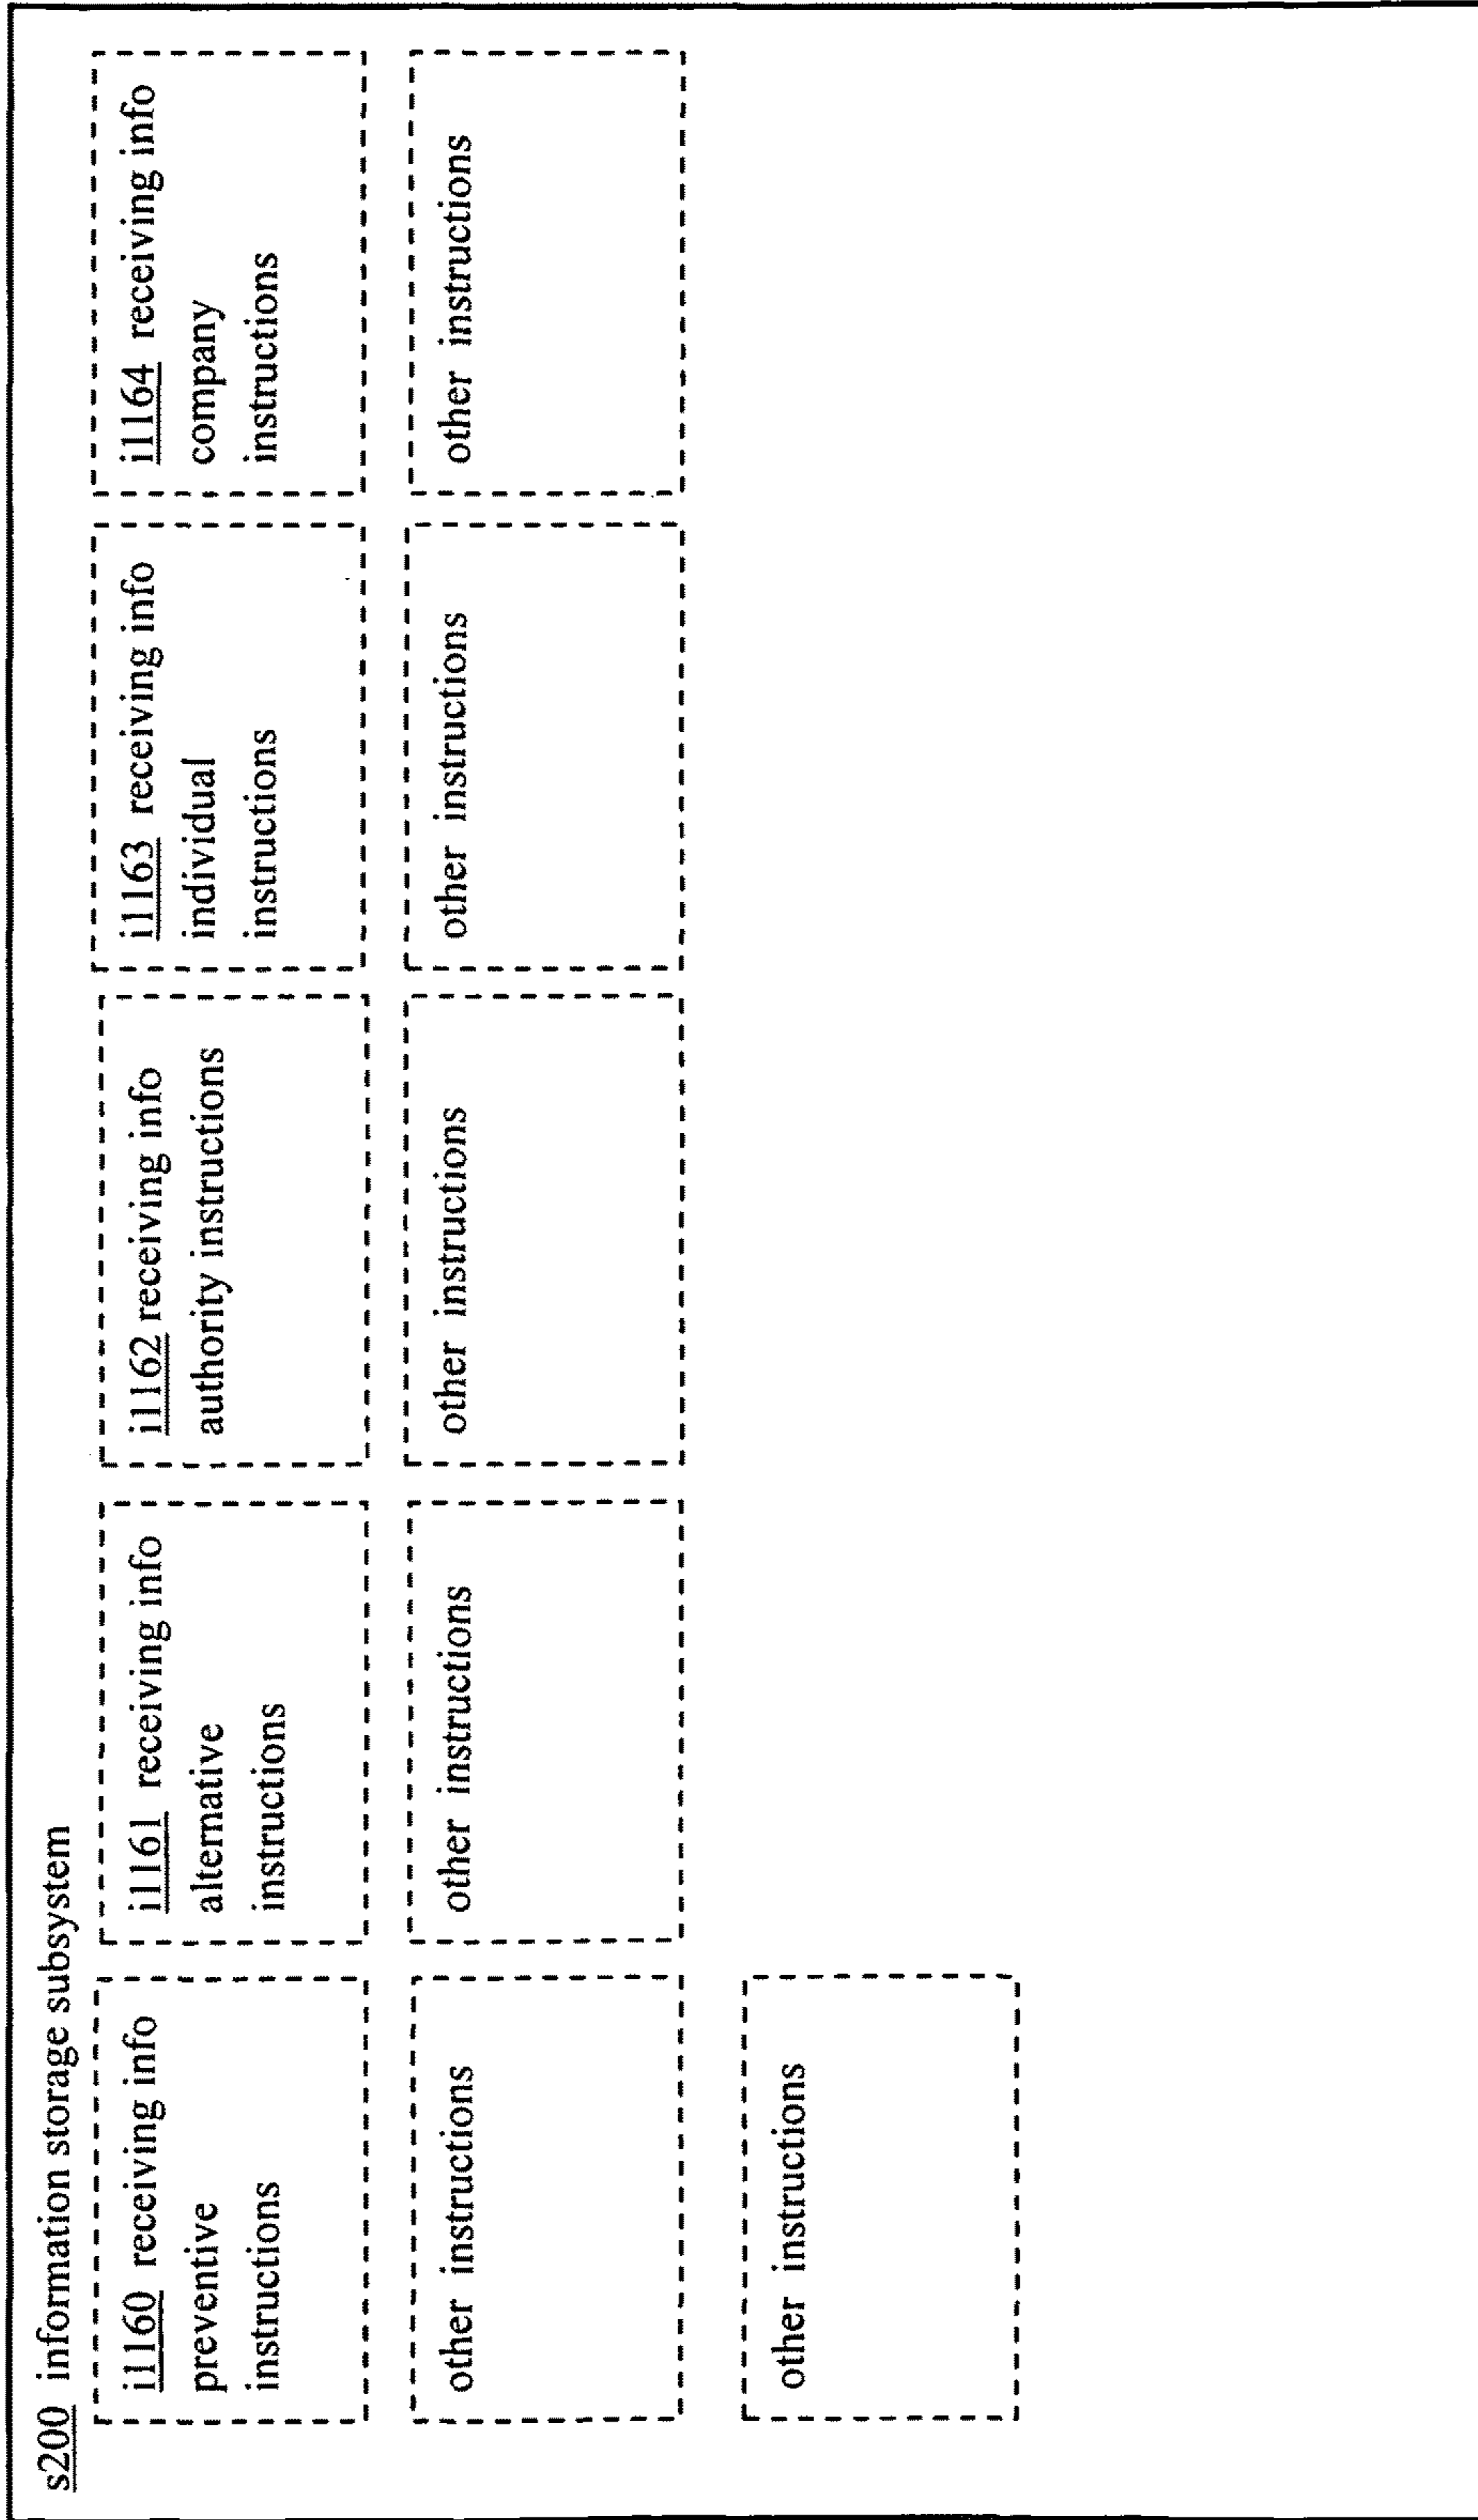 s200 information storage subsystem
i1160 receiving info
preventive
instructions
i1161 receiving info
alternative
instructions
i1162 receiving info
authority instructions
i1163 receiving info
individual
instructions
i1164 receiving info
company
instructions
other instructions
other instructions
other instructions
other instructions
other instructions
other instructions